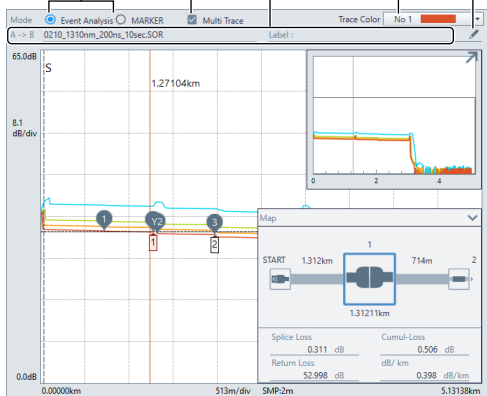 Mode Event Analysis MARKER Multi Trace Trace Color No 1
A -> B 0210_1310nm_200ns_10sec.SOR Label :
65.0dB
S
1.27104km
8.1
dB/div
0 2 4
1 Y2 3
1 2
Map
1
START 1.312km 714m 2
1.31211km
Splice Loss Cumul-Loss
0.311 dB 0.506 dB
Return Loss dB/ km
52.998 dB 0.398 dB/km
0.0dB
0.00000km 513m/div SMP:2m 5.13138km